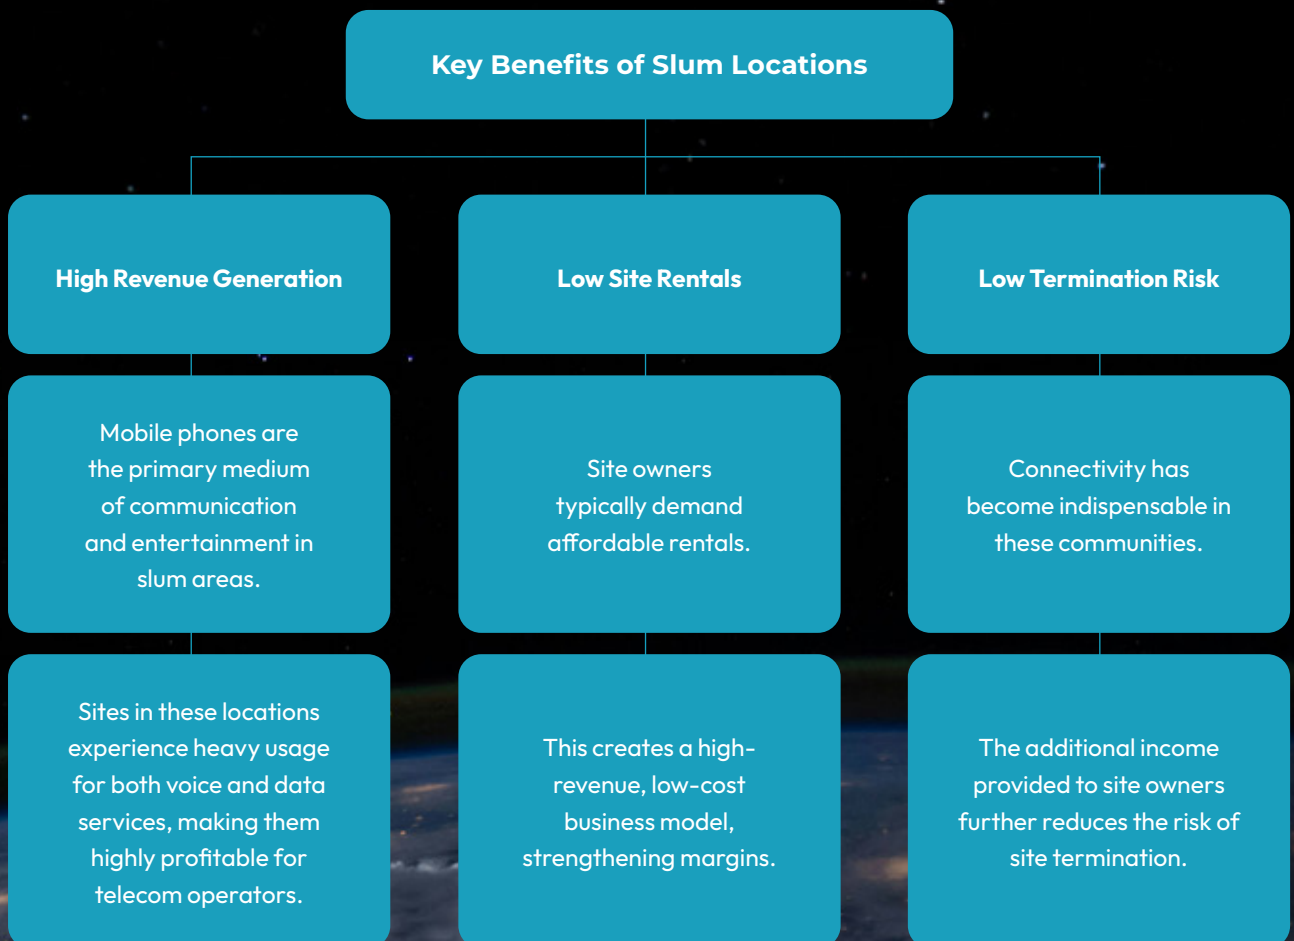 Key Benefits of Slum Locations
High Revenue Generation
Low Site Rentals
Low Termination Risk
Mobile phones are
the primary medium
of communication
and entertainment in
slum areas.
Site owners
typically demand
affordable rentals.
Connectivity has
become indispensable in
these communities.
Sites in these locations
experience heavy usage
for both voice and data
services, making them
highly profitable for
telecom operators.
This creates a high-
revenue, low-cost
business model,
strengthening margins.
The additional income
provided to site owners
further reduces the risk of
site termination.